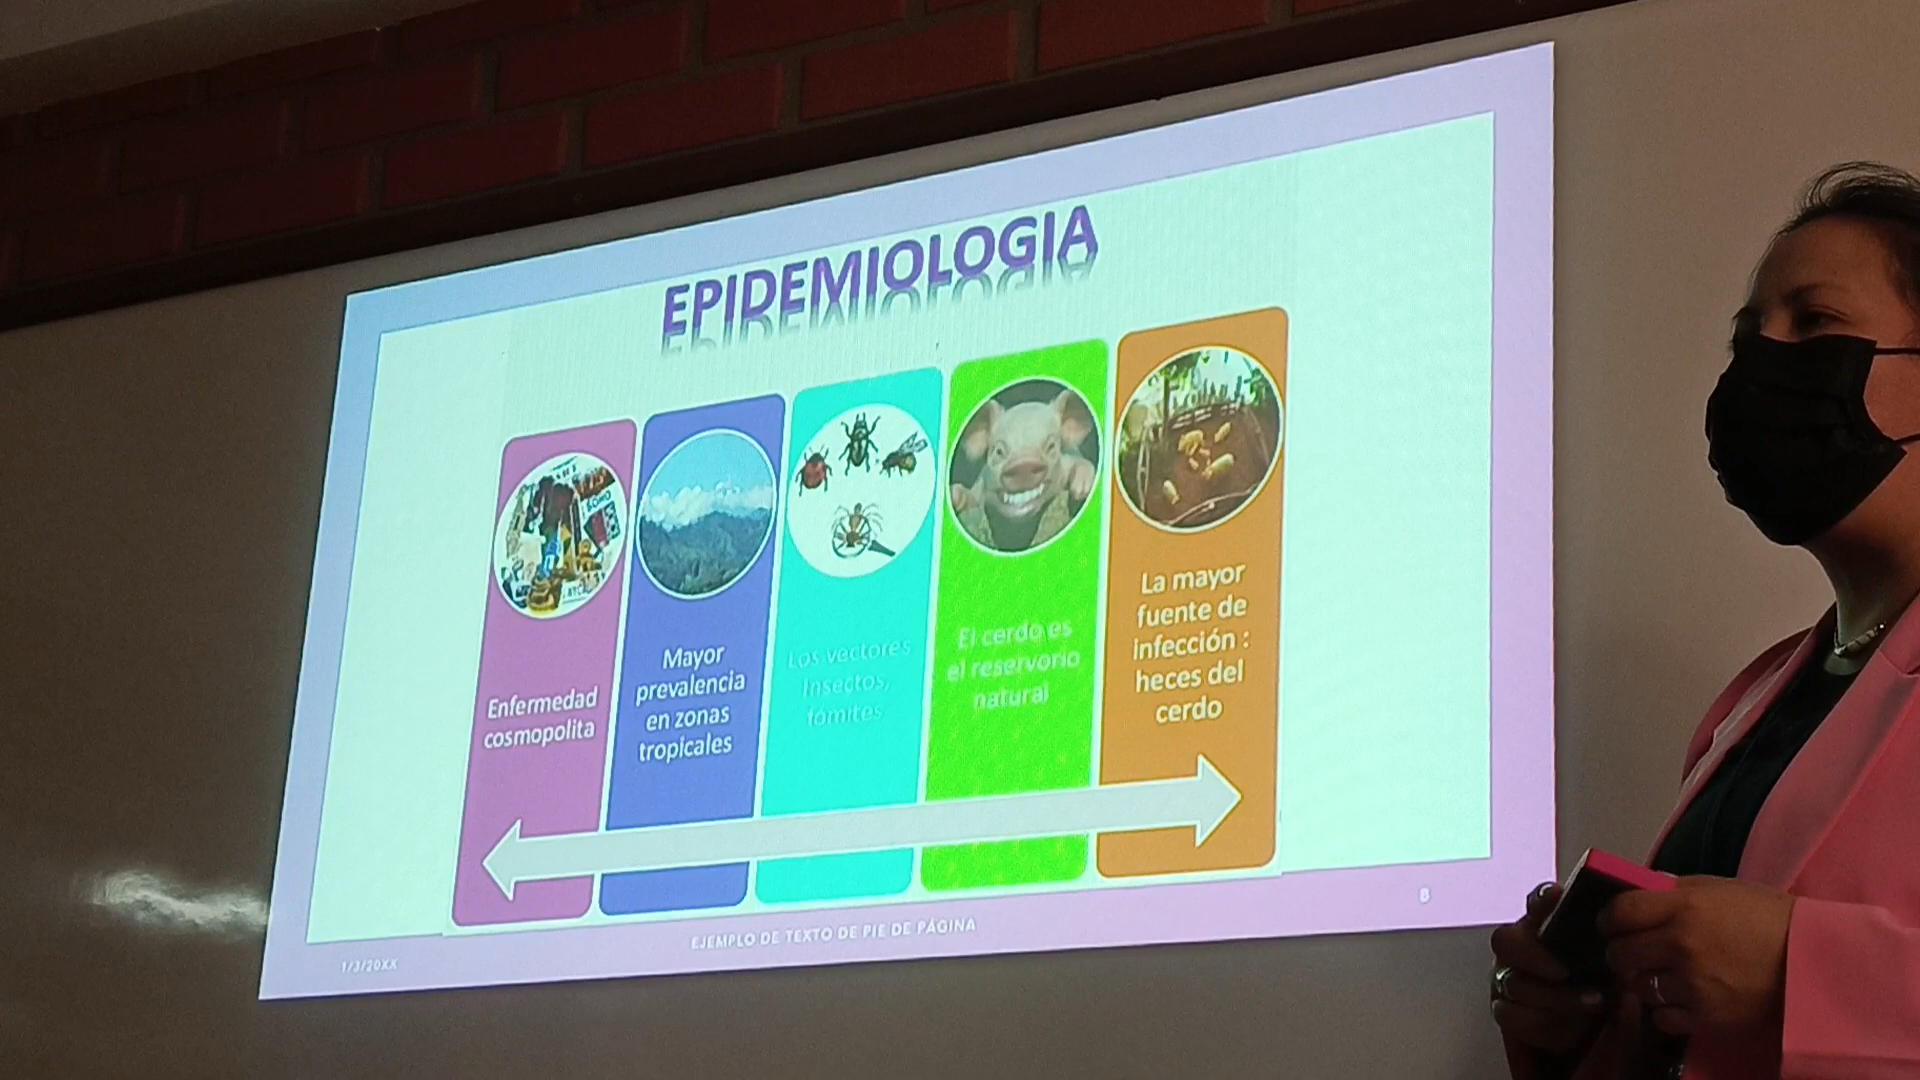 EPIDEMIOLOGIA
Enfermedad
cosmopolita
Mayor
prevalencia
en zonas
tropicales
Los vectores
Insectos,
fómites
El cerdo es
el reservorio
natural
La mayor
fuente de
infección :
heces del
cerdo
1/3/20XX
EJEMPLO DE TEXTO DE PIE DE PÁGINA
8